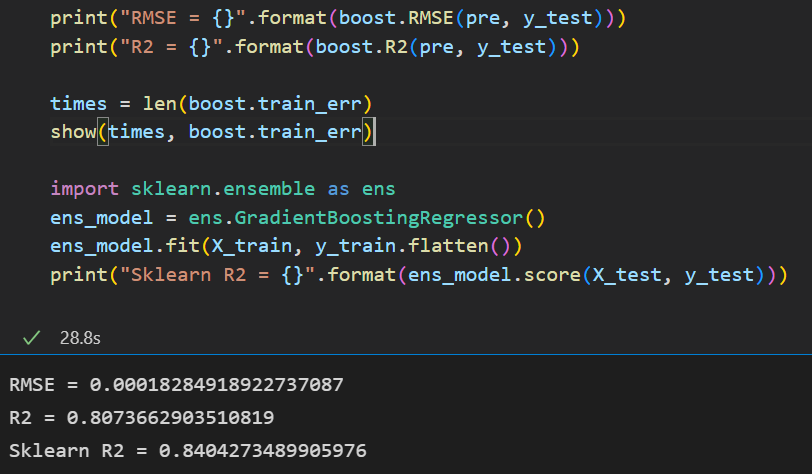 print("RMSE = {}".format(boost.RMSE(pre, y_test)))
print("R2 = {}".format(boost.R2(pre, y_test)))
times = len(boost.train_err)
show(times, boost.train_err)
import sklearn.ensemble as ens
ens_model = ens.GradientBoostingRegressor()
ens_model.fit(X_train, y_train.flatten())
print("Sklearn R2 = {}".format(ens_model.score(X_test, y_test)))
28.8s
RMSE = 0.00018284918922737087
R2 = 0.8073662903510819
Sklearn R2 = 0.8404273489905976